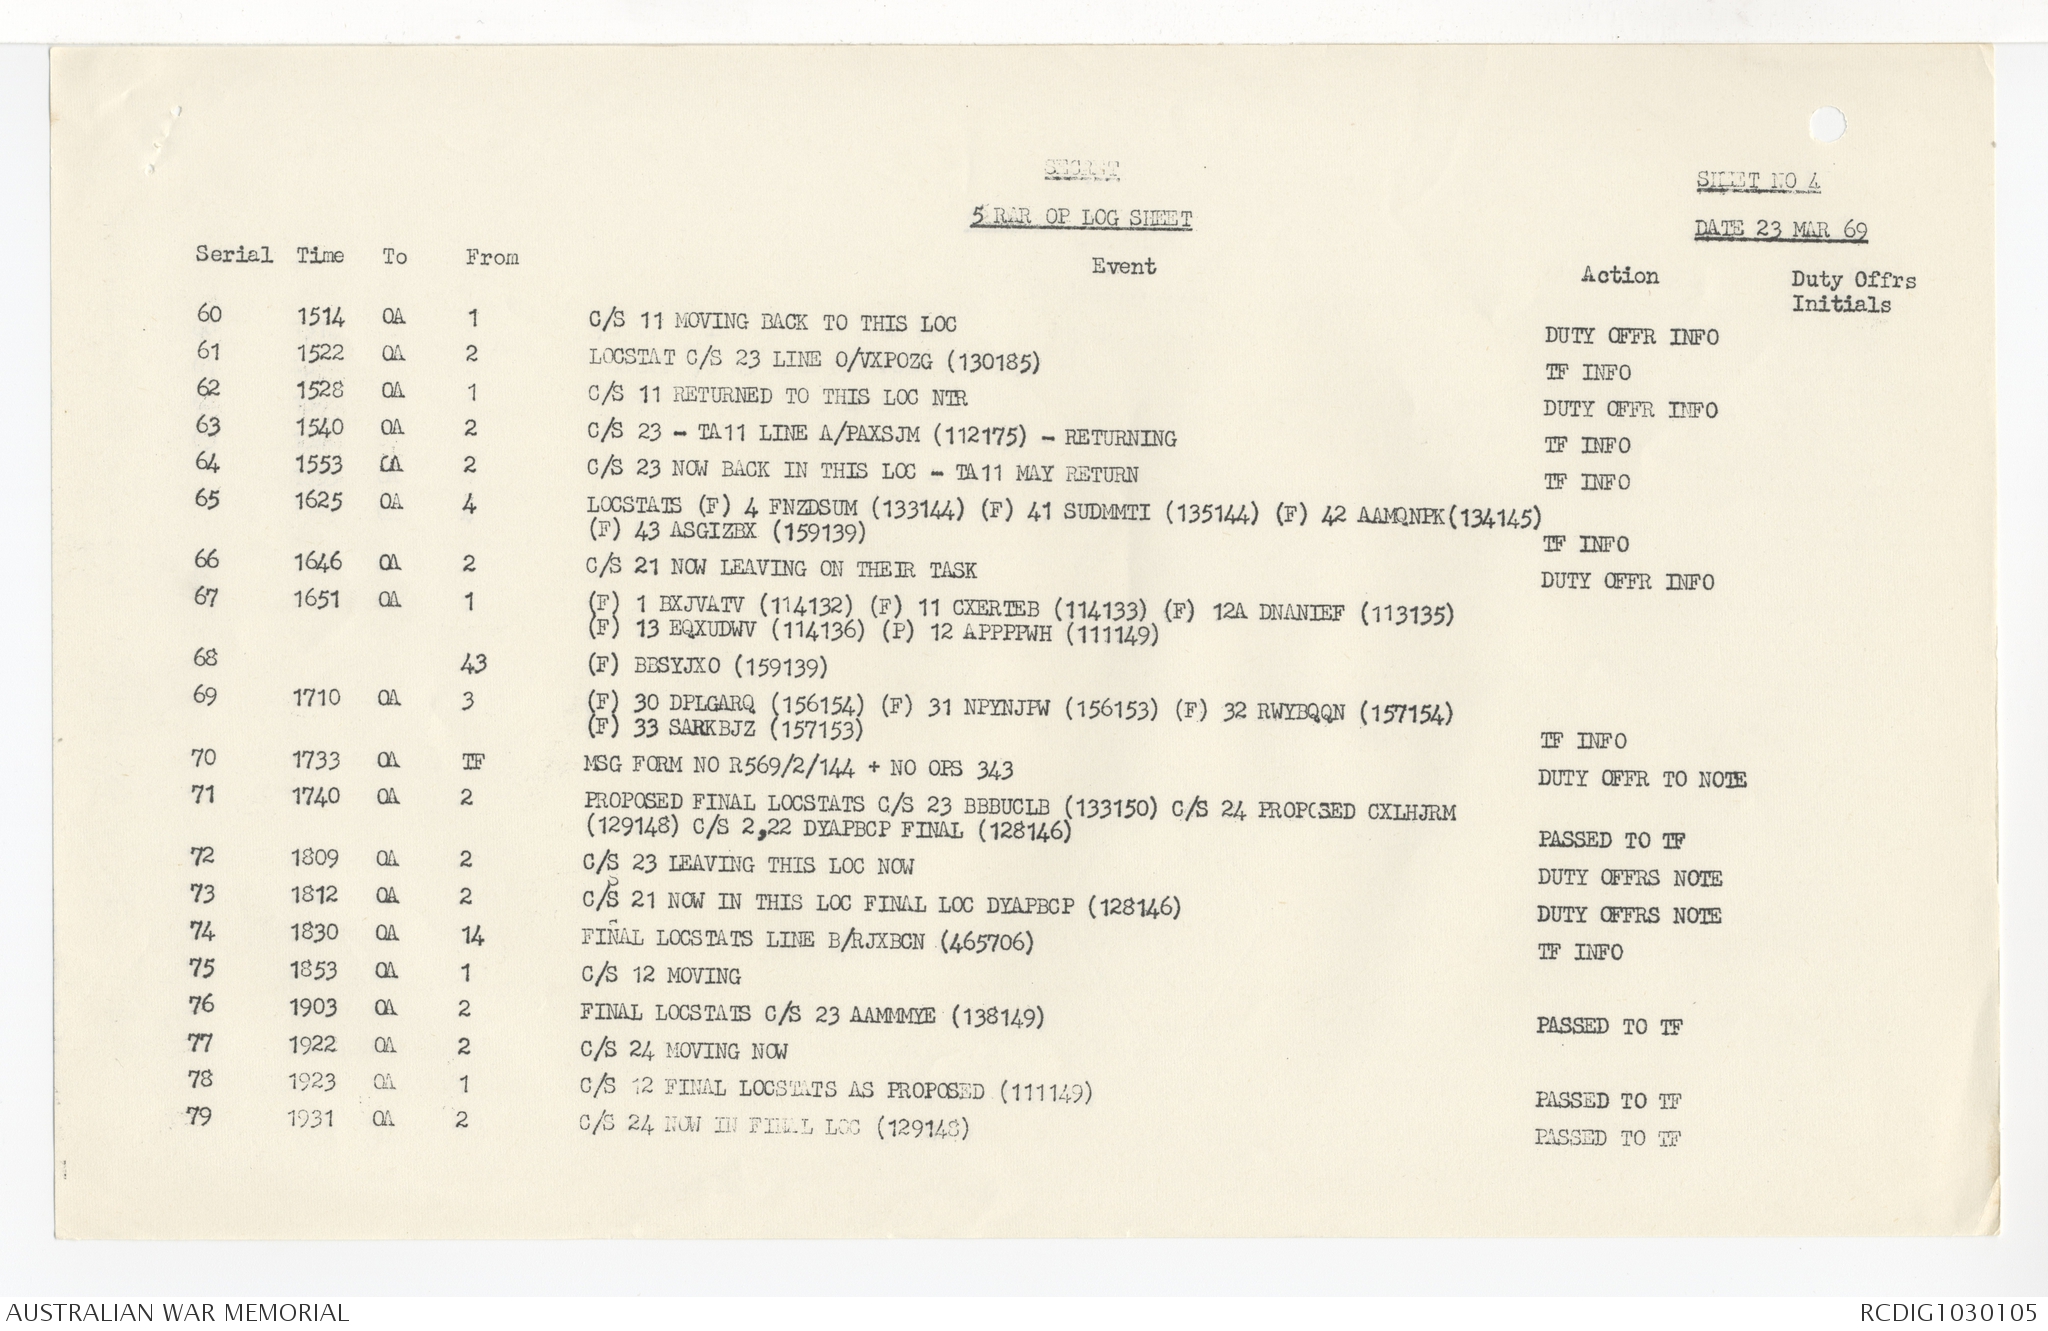 SECRET
SHEET NO 4
5 RAR OP LOG SHEET
DATE 23 MAR 69
Serial Time To From Event Action Duty Offrs
Initials
60 1514 OA 1 C/S 11 MOVING BACK TO THIS LOC DUTY OFFR INFO
61 1522 OA 2 LOCSTAT C/S 23 LINE O/VXPOZG (130185) TF INFO
62 1528 OA 1 C/S 11 RETURNED TO THIS LOC NTR DUTY OFFR INFO
63 1540 OA 2 C/S 23 - TA11 LINE A/PAXSJM (112175) - RETURNING TF INFO
64 1553 OA 2 C/S 23 NOW BACK IN THIS LOC - TA11 MAY RETURN TF INFO
65 1625 OA 4 LOCSTATS (F) 4 FNZDSUM (133144) (F) 41 SUDMMTI (135144) (F) 42 AAMQNPK(134145)
(F) 43 ASGIZBX (159139) TF INFO
66 1646 OA 2 C/S 21 NOW LEAVING ON THEIR TASK DUTY OFFR INFO
67 1651 OA 1 (F) 1 BXJVATV (114132) (F) 11 CXERTEB (114133) (F) 12A DNANIEF (113135)
(F) 13 EQXUDWV (114136) (P) 12 APPPPWH (111149)
68 43 (F) BBSYJXO (159139)
69 1710 OA 3 (F) 30 DPLGARQ (156154) (F) 31 NPYNJPW (156153) (F) 32 RWYBQQN (157154)
(F) 33 SARKBJZ (157153) TF INFO
70 1733 OA TF MSG FORM NO R569/2/144 + NO OPS 343 DUTY OFFR TO NOTE
71 1740 OA 2 PROPOSED FINAL LOCSTATS C/S 23 BBBUCLB (133150) C/S 24 PROPOSED CXLHJRM
(129148) C/S 2,22 DYAPBCP FINAL (128146) PASSED TO TF
72 1809 OA 2 C/S 23 LEAVING THIS LOC NOW DUTY OFFRS NOTE
73 1812 OA 2 C/S 21 NOW IN THIS LOC FINAL LOC DYAPBCP (128146) DUTY OFFRS NOTE
74 1830 OA 14 FINAL LOCSTATS LINE B/RJXBCN (465706) TF INFO
75 1853 OA 1 C/S 12 MOVING
76 1903 OA 2 FINAL LOCSTATS C/S 23 AAMMMYE (138149) PASSED TO TF
77 1922 OA 2 C/S 24 MOVING NOW
78 1923 OA 1 C/S 12 FINAL LOCSTATS AS PROPOSED (111149) PASSED TO TF
79 1931 OA 2 C/S 24 NOW IN FINAL LOC (129148) PASSED TO TF
AUSTRALIAN WAR MEMORIAL RCDIG1030105